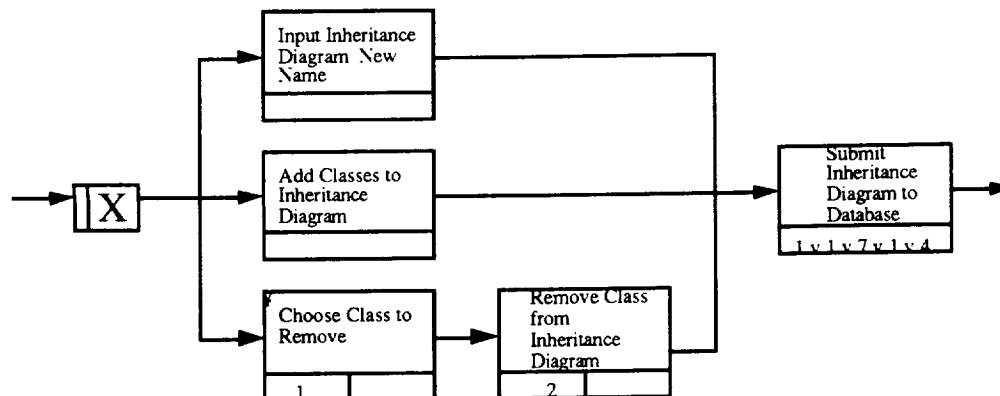 Input Inheritance
Diagram New
Name
X
Add Classes to
Inheritance
Diagram
Submit
Inheritance
Diagram to
Database
1 v 1 v 7 v 1 v 4
Choose Class to
Remove
1
Remove Class
from
Inheritance
Diagram
2